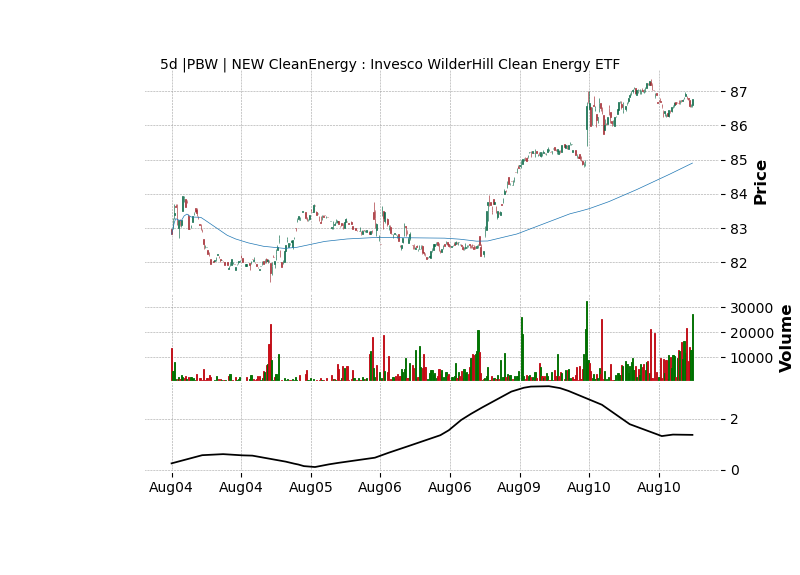 5d |PBW | NEW CleanEnergy : Invesco WilderHill Clean Energy ETF
87
86
85
84
83
82
Price
30000
20000
10000
Volume
2
0
Aug04 Aug04 Aug05 Aug06 Aug06 Aug09 Aug10 Aug10